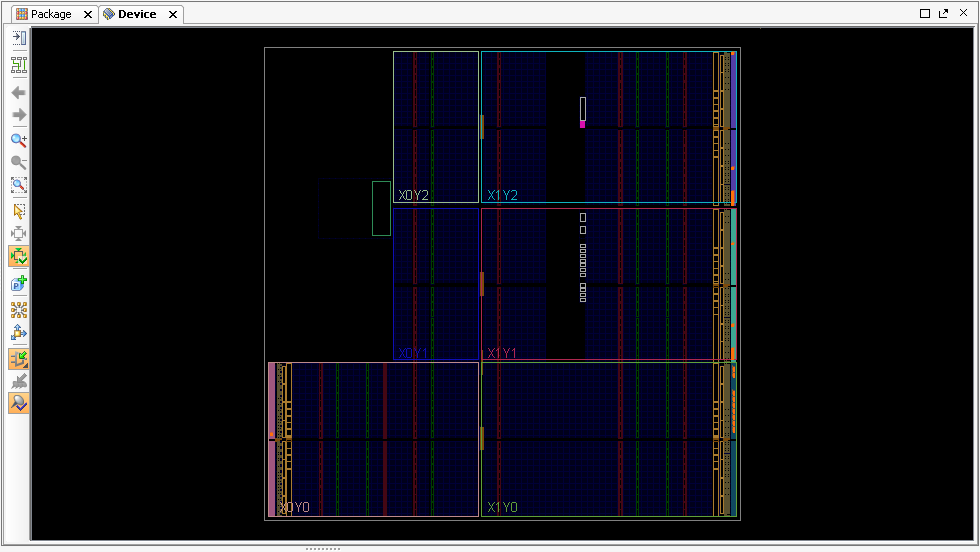 Package Device
X0Y2 X1Y2
X0Y1 X1Y1
X0Y0 X1Y0